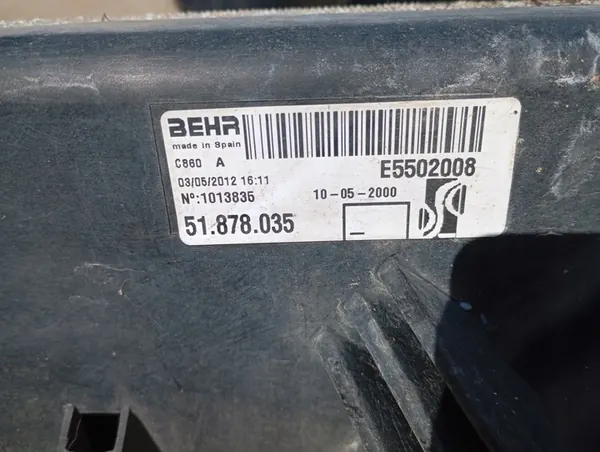 BEHR
made in Spain
C860 A
E5502008
03/05/2012 16:11
10-05-2000
Nº:1013835
51.878.035